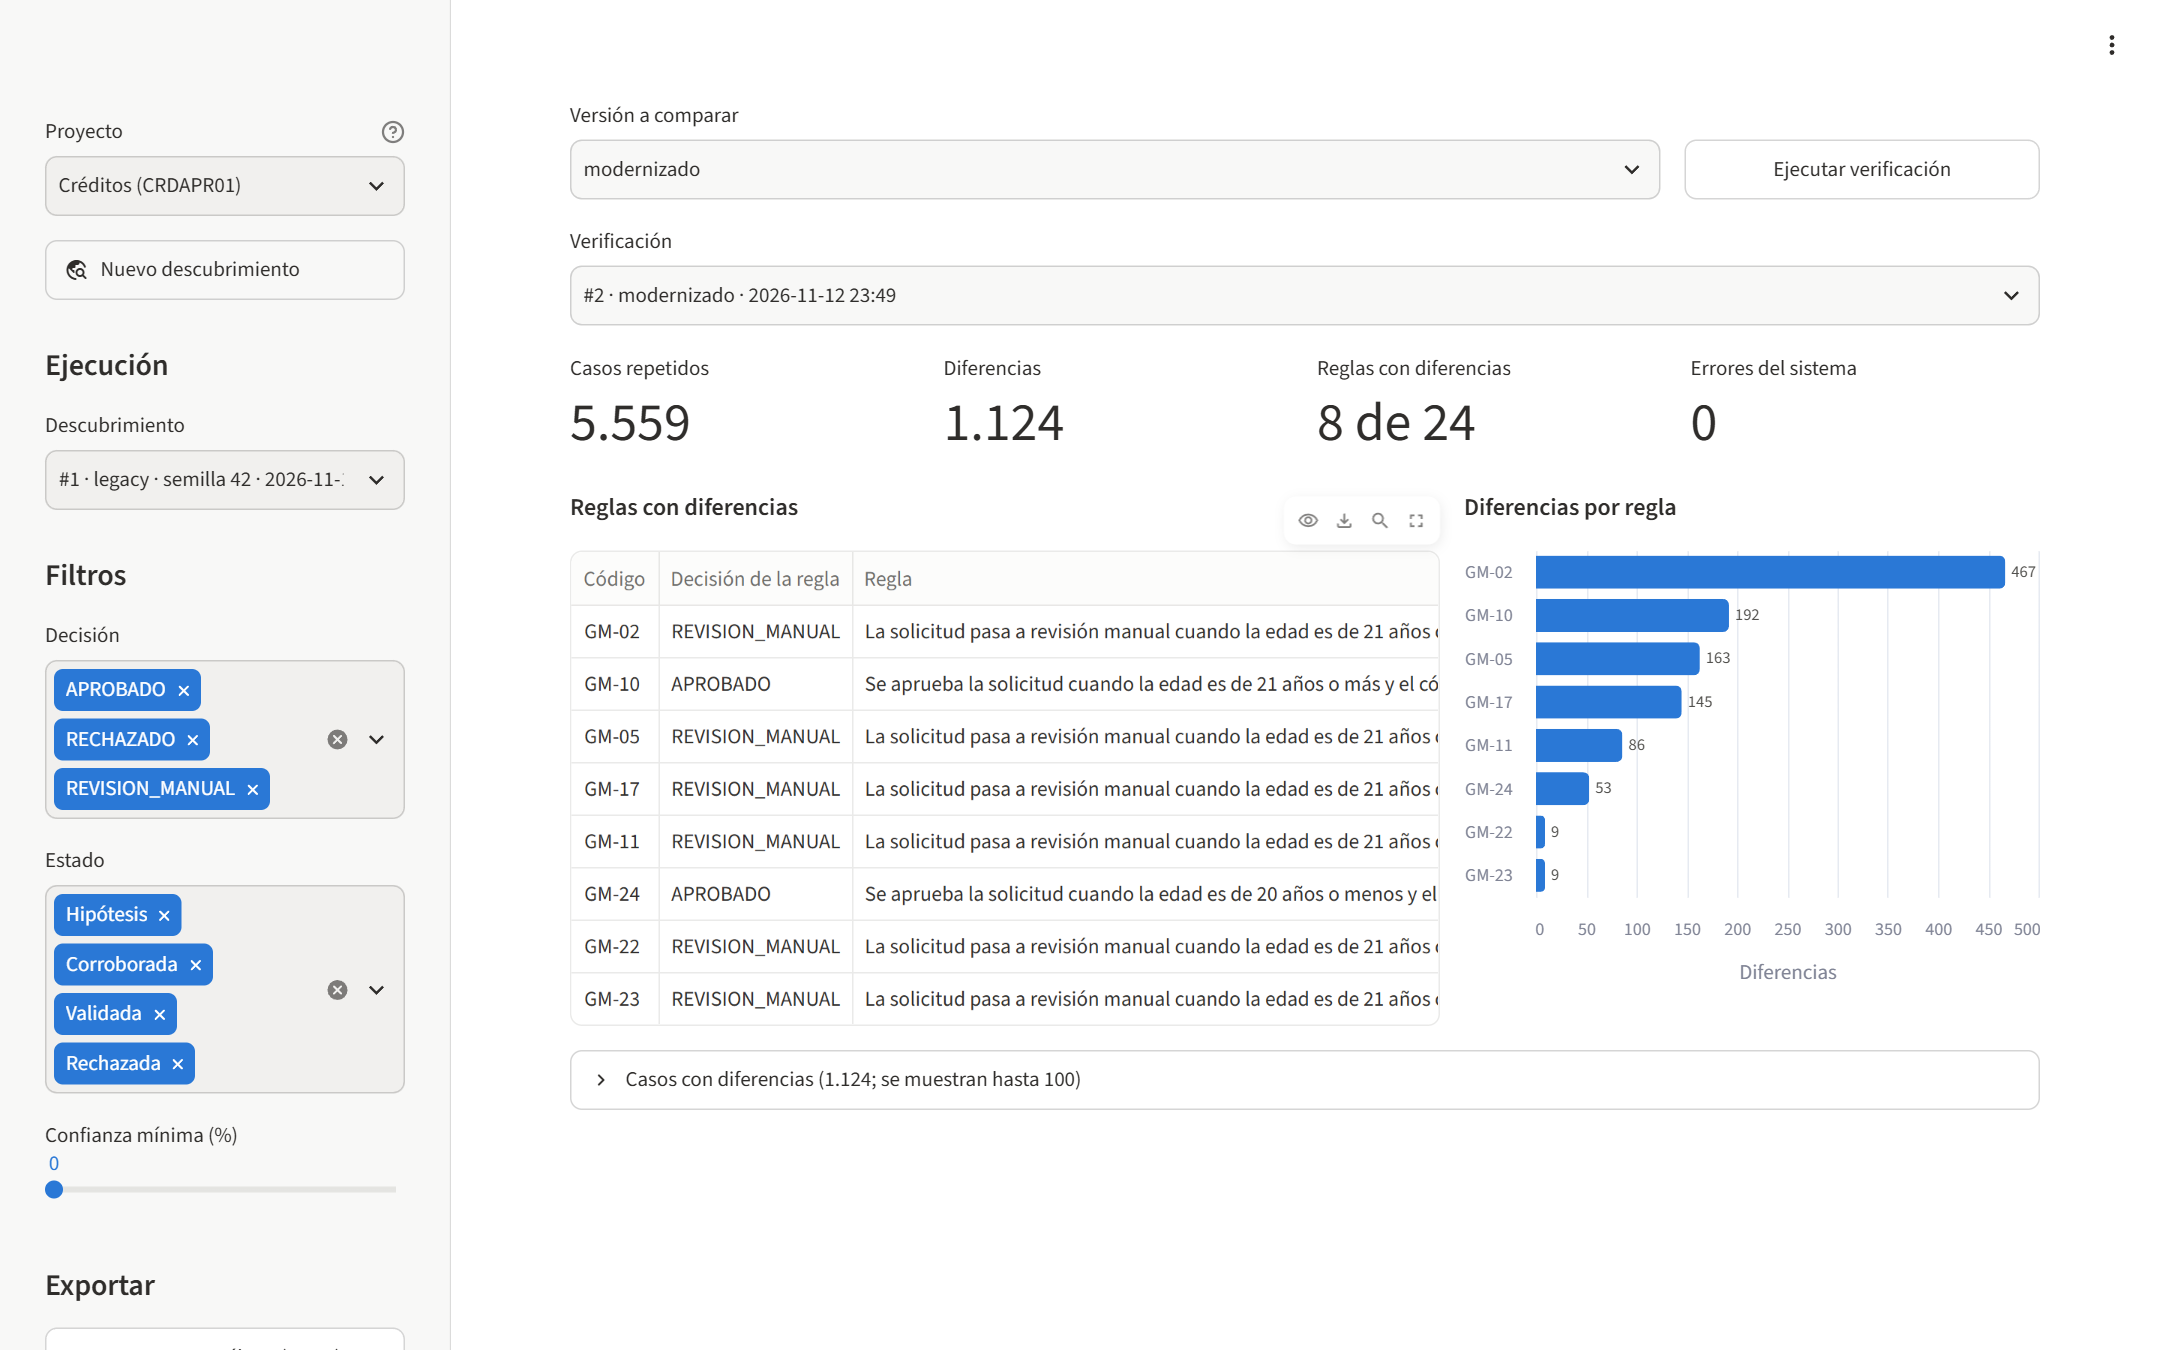 Proyecto
Créditos (CRDAPR01)
Nuevo descubrimiento
Ejecución
Descubrimiento
#1 · legacy · semilla 42 · 2026-11-
Filtros
Decisión
APROBADO
RECHAZADO
REVISION_MANUAL
Estado
Hipótesis
Corroborada
Validada
Rechazada
Confianza mínima (%)
0
Exportar
Versión a comparar
modernizado
Ejecutar verificación
Verificación
#2 · modernizado · 2026-11-12 23:49
Casos repetidos
5.559
Diferencias
1.124
Reglas con diferencias
8 de 24
Errores del sistema
0
Reglas con diferencias
Código Decisión de la regla Regla
GM-02 REVISION_MANUAL La solicitud pasa a revisión manual cuando la edad es de 21 años
GM-10 APROBADO Se aprueba la solicitud cuando la edad es de 21 años o más y el có
GM-05 REVISION_MANUAL La solicitud pasa a revisión manual cuando la edad es de 21 años
GM-17 REVISION_MANUAL La solicitud pasa a revisión manual cuando la edad es de 21 años
GM-11 REVISION_MANUAL La solicitud pasa a revisión manual cuando la edad es de 21 años
GM-24 APROBADO Se aprueba la solicitud cuando la edad es de 20 años o menos y el
GM-22 REVISION_MANUAL La solicitud pasa a revisión manual cuando la edad es de 21 años
GM-23 REVISION_MANUAL La solicitud pasa a revisión manual cuando la edad es de 21 años
Diferencias por regla
GM-02 467
GM-10 192
GM-05 163
GM-17 145
GM-11 86
GM-24 53
GM-22 9
GM-23 9
0 50 100 150 200 250 300 350 400 450 500
Diferencias
Casos con diferencias (1.124; se muestran hasta 100)